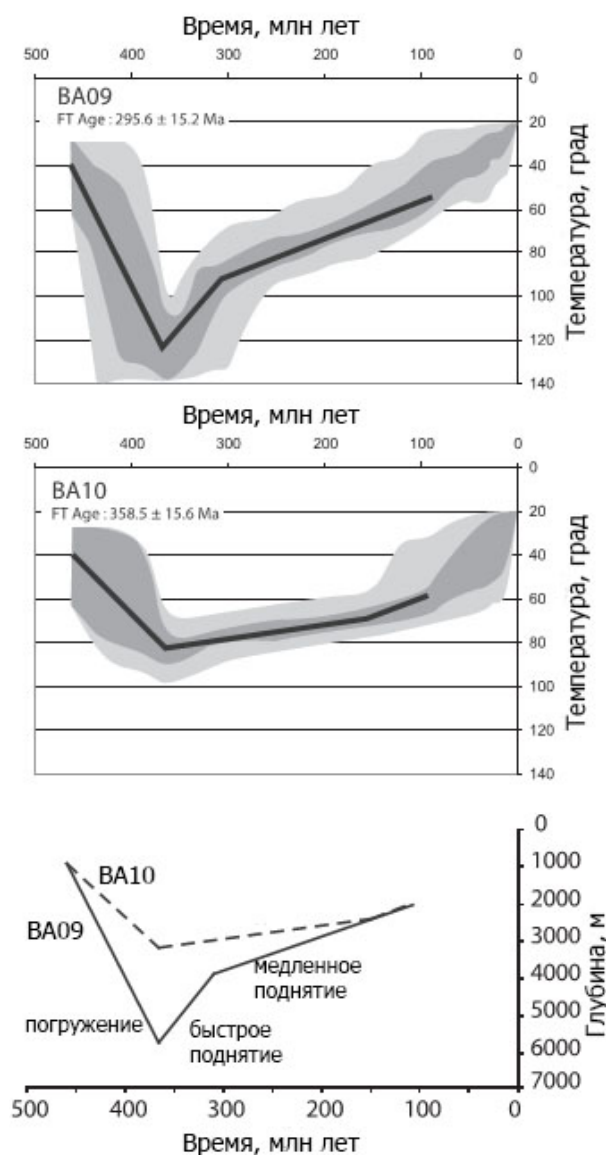 Время, млн лет
500 400 300 200 100 0
BA09
FT Age : 295.6 ± 15.2 Ma
0
20
40
60
80
100
120
140
Температура, град
Время, млн лет
500 400 300 200 100 0
BA10
FT Age : 358.5 ± 15.6 Ma
0
20
40
60
80
100
120
140
Температура, град
0
1000
2000
3000
4000
5000
6000
7000
Глубина, м
BA10
BA09
медленное
поднятие
погружение
быстрое
поднятие
500 400 300 200 100 0
Время, млн лет